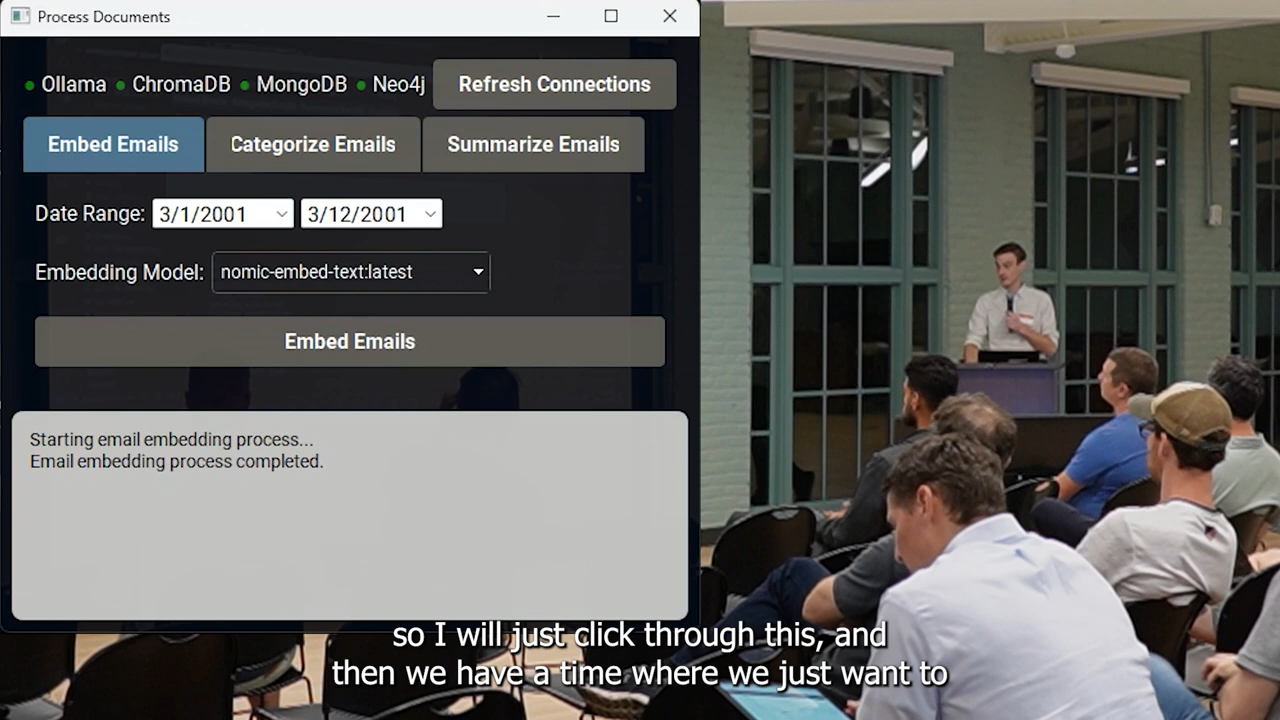 Process Documents
Ollama ChromaDB MongoDB Neo4j Refresh Connections
Embed Emails Categorize Emails Summarize Emails
Date Range: 3/1/2001 3/12/2001
Embedding Model: nomic-embed-text:latest
Embed Emails
Starting email embedding process...
Email embedding process completed.
so I will just click through this, and
then we have a time where we just want to